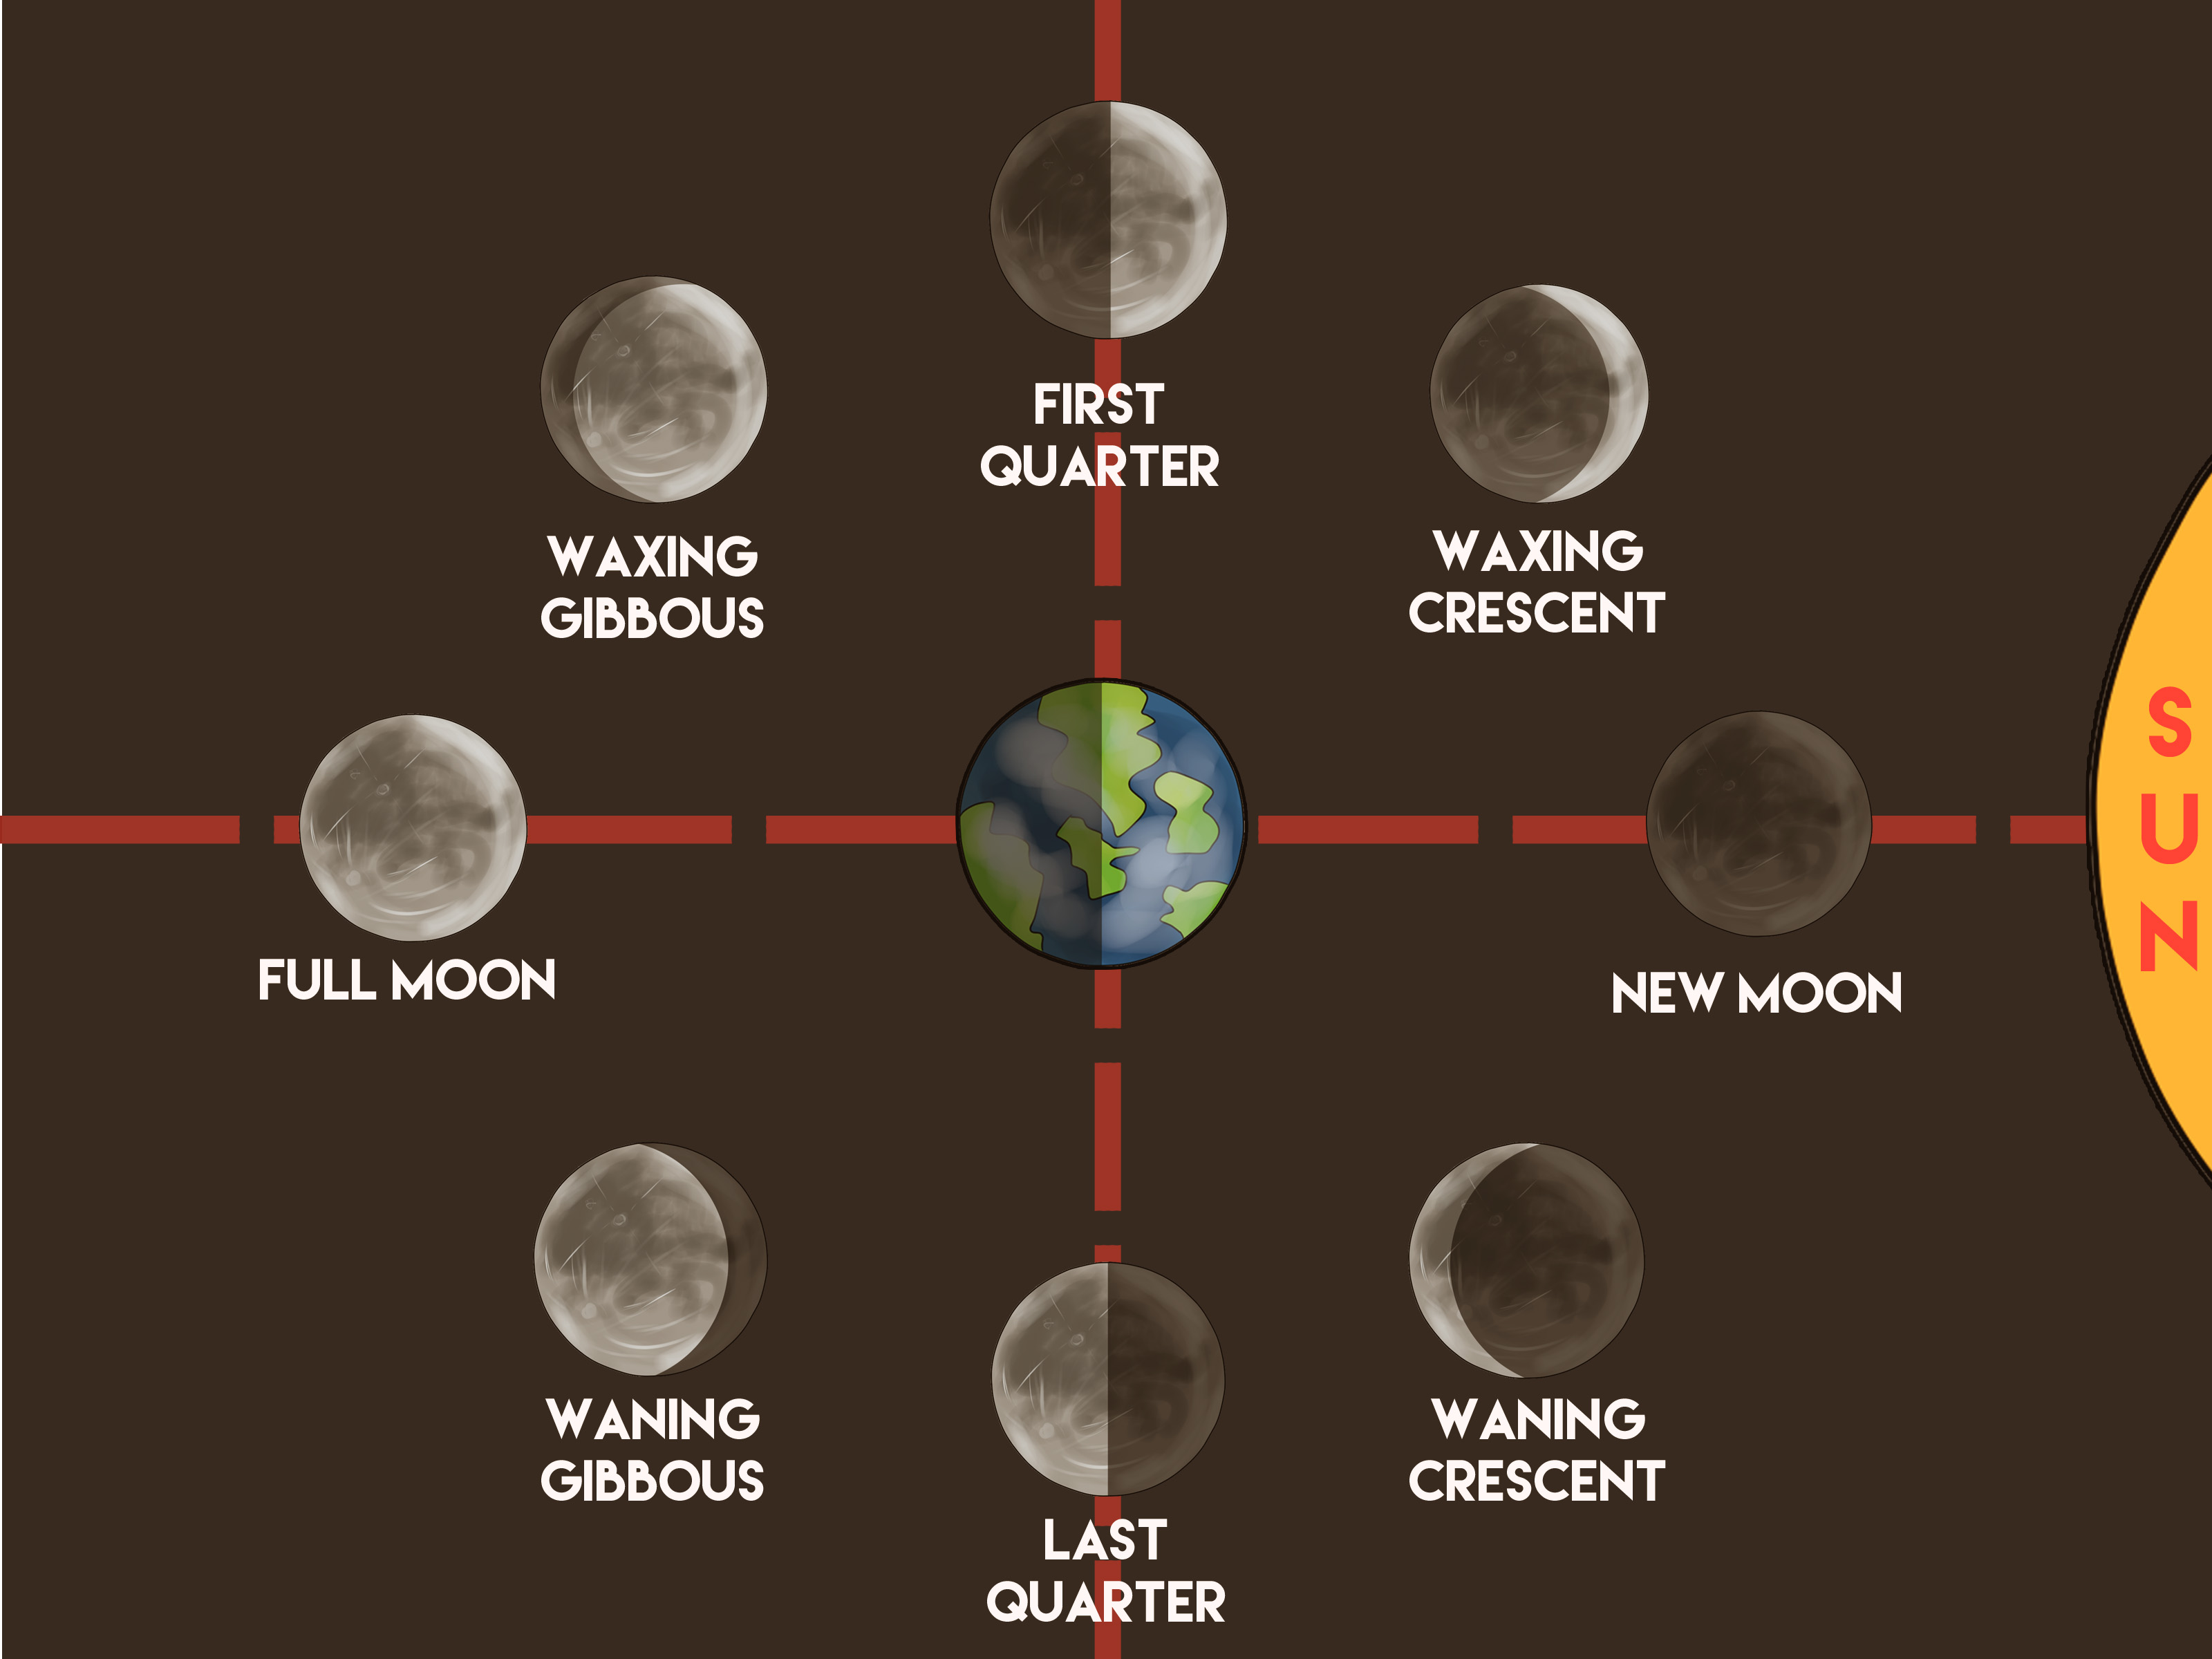 FIRST
QUARTER
WAXING
GIBBOUS
WAXING
CRESCENT
FULL MOON
NEW MOON
SUN
WANING
GIBBOUS
WANING
CRESCENT
LAST
QUARTER